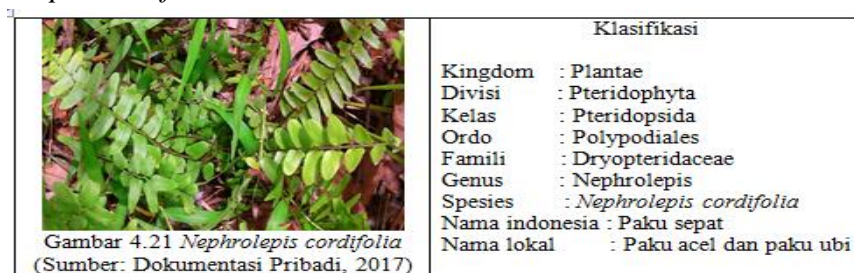 Gambar 4.21 Nephrolepis cordifolia
(Sumber: Dokumentasi Pribadi, 2017)
Klasifikasi
Kingdom : Plantae
Divisi : Pteridophyta
Kelas : Pteridopsida
Ordo : Polypodiales
Famili : Dryopteridaceae
Genus : Nephrolepis
Spesies : Nephrolepis cordifolia
Nama indonesia : Paku sepat
Nama lokal : Paku acel dan paku ubi